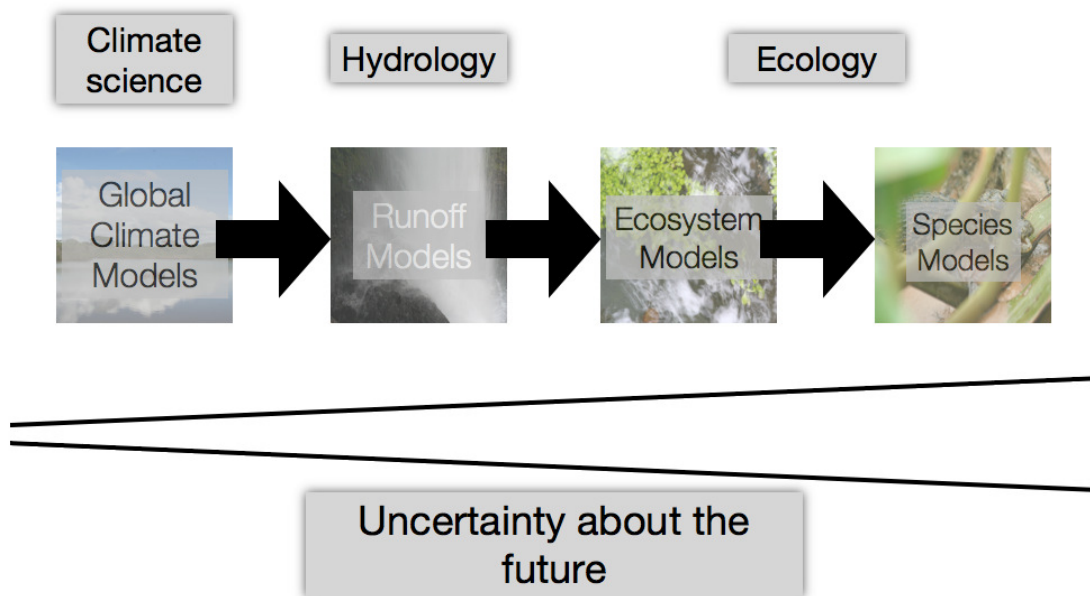 Climate
science
Hydrology
Ecology
Global
Climate
Models
Runoff
Models
Ecosystem
Models
Species
Models
Uncertainty about the
future